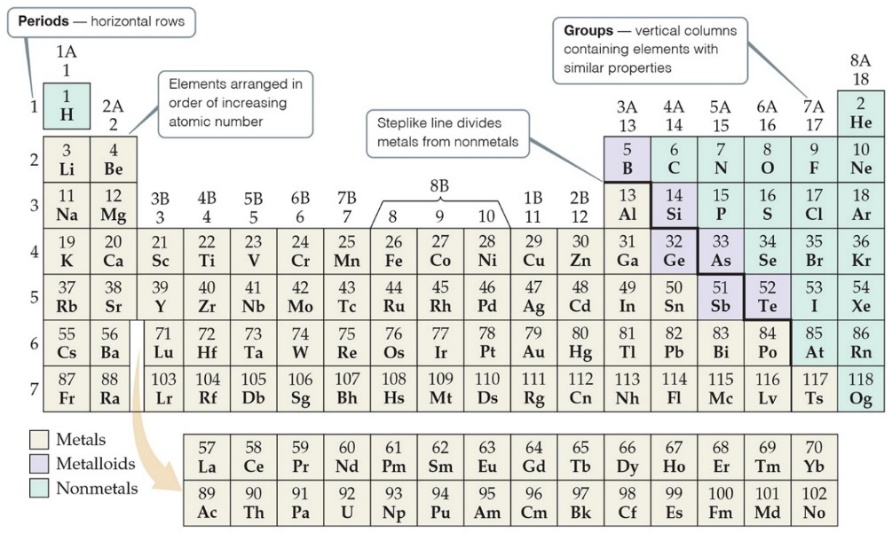 Periods — horizontal rows
Groups — vertical columns
containing elements with
similar properties
1A
1
8A
18
Elements arranged in
order of increasing
atomic number
Steplike line divides
metals from nonmetals
2A
2
3A 4A 5A 6A 7A
13 14 15 16 17
1 1 2
H He
2 3 4 5 6 7 8 9 10
Li Be B C N O F Ne
3B 4B 5B 6B 7B 8B 1B 2B
3 4 5 6 7 8 9 10 11 12
3 11 12 13 14 15 16 17 18
Na Mg Al Si P S Cl Ar
4 19 20 21 22 23 24 25 26 27 28 29 30 31 32 33 34 35 36
K Ca Sc Ti V Cr Mn Fe Co Ni Cu Zn Ga Ge As Se Br Kr
5 37 38 39 40 41 42 43 44 45 46 47 48 49 50 51 52 53 54
Rb Sr Y Zr Nb Mo Tc Ru Rh Pd Ag Cd In Sn Sb Te I Xe
6 55 56 71 72 73 74 75 76 77 78 79 80 81 82 83 84 85 86
Cs Ba Lu Hf Ta W Re Os Ir Pt Au Hg Tl Pb Bi Po At Rn
7 87 88 103 104 105 106 107 108 109 110 111 112 113 114 115 116 117 118
Fr Ra Lr Rf Db Sg Bh Hs Mt Ds Rg Cn Nh Fl Mc Lv Ts Og
Metals
Metalloids
Nonmetals
57 58 59 60 61 62 63 64 65 66 67 68 69 70
La Ce Pr Nd Pm Sm Eu Gd Tb Dy Ho Er Tm Yb
89 90 91 92 93 94 95 96 97 98 99 100 101 102
Ac Th Pa U Np Pu Am Cm Bk Cf Es Fm Md No